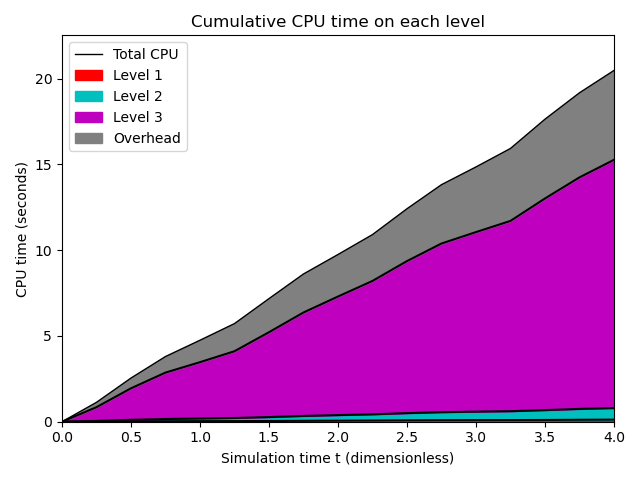 Cumulative CPU time on each level
Total CPU
Level 1
Level 2
Level 3
Overhead
CPU time (seconds)
20
15
10
5
0
0.0 0.5 1.0 1.5 2.0 2.5 3.0 3.5 4.0
Simulation time t (dimensionless)